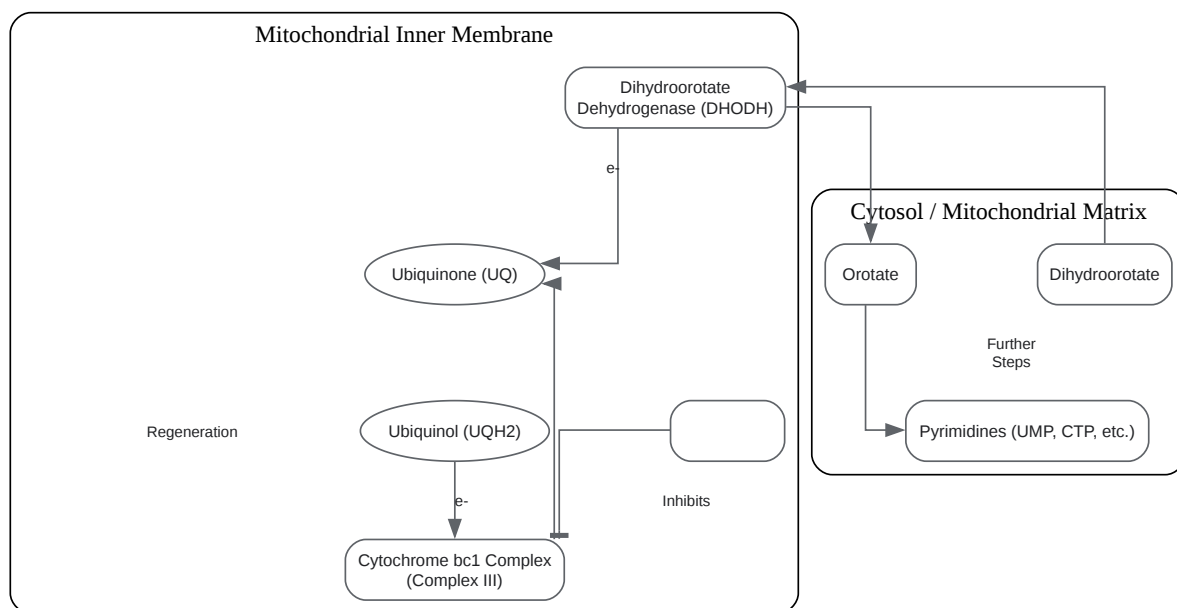 Mitochondrial Inner Membrane
Dihydroorotate
Dehydrogenase (DHODH)
e-
Cytosol / Mitochondrial Matrix
Ubiquinone (UQ)
Orotate
Dihydroorotate
Further
Steps
Regeneration
Ubiquinol (UQH2)
Pyrimidines (UMP, CTP, etc.)
e-
Inhibits
Cytochrome bc1 Complex
(Complex III)